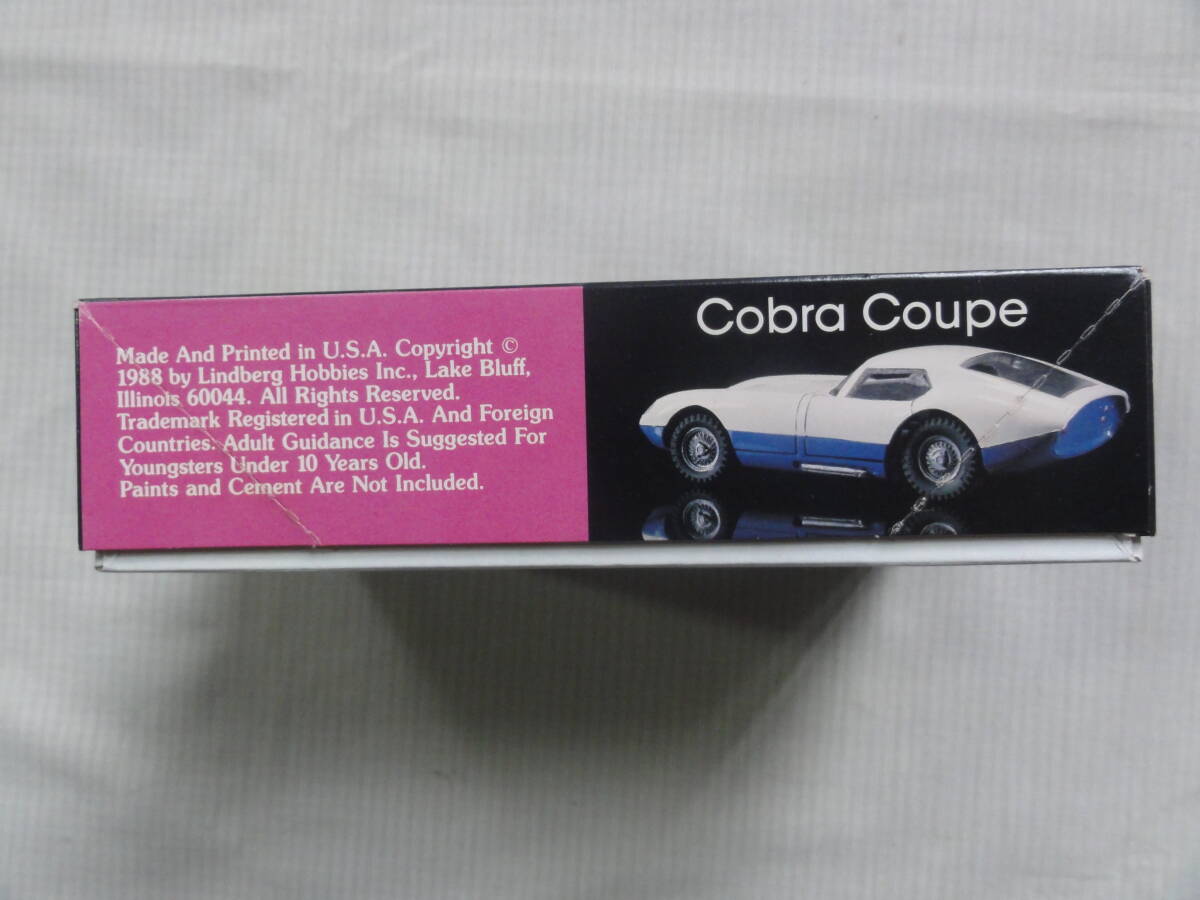 Made And Printed in U.S.A. Copyright ©
1988 by Lindberg Hobbies Inc., Lake Bluff,
Illinois 60044. All Rights Reserved.
Trademark Registered in U.S.A. And Foreign
Countries. Adult Guidance Is Suggested For
Youngsters Under 10 Years Old.
Paints and Cement Are Not Included.
Cobra Coupe